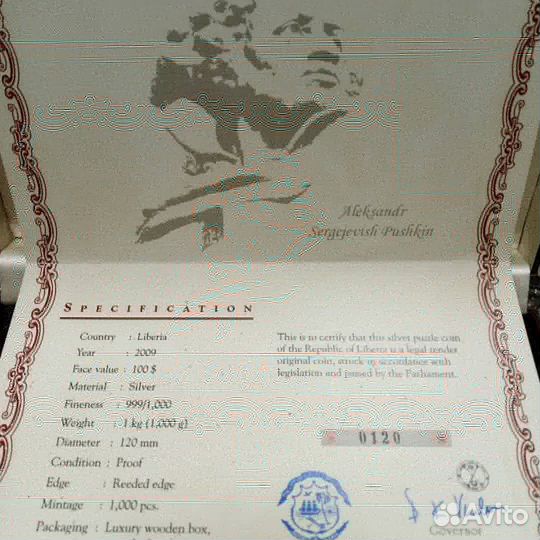 Aleksandr
Sergejevish Pushkin
SPECIFICATION
Country : Liberia
Year : 2009
Face value : 100 $
Material : Silver
Fineness : 999/1,000
Weight : 1 kg (1,000 g)
Diameter : 120 mm
Condition : Proof
Edge : Reeded edge
Mintage : 1,000 pcs.
Packaging : Luxury wooden box,
This is to certify that this silver puzzle coin
of the Republic of Liberia is a legal tender
original coin, struck in accordance with
legislation and passed by the Parliament.
0120
Governor
Avito